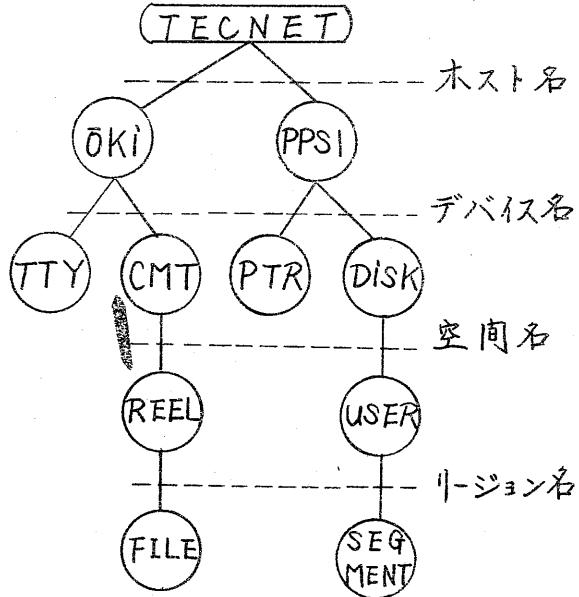 TECNET
ホスト名
ŌKi
PPSI
デバイス名
TTY
CMT
PTR
DiSK
空間名
REEL
USER
リージョン名
FILE
SEG
MENT